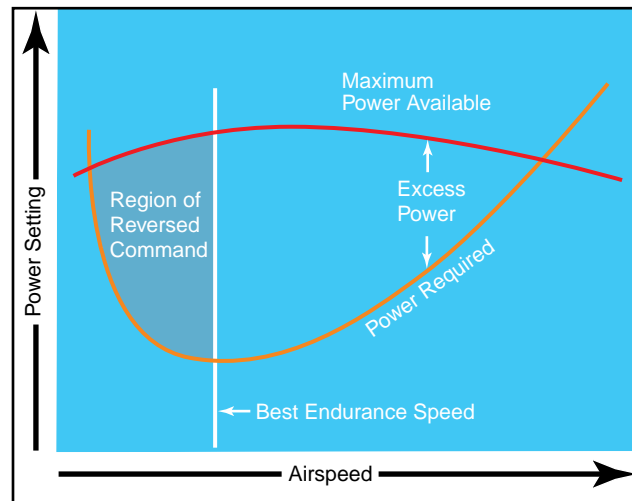 Maximum
Power Available
Region of
Reversed
Command
Excess
Power
Power Required
Power Setting
Best Endurance Speed
Airspeed